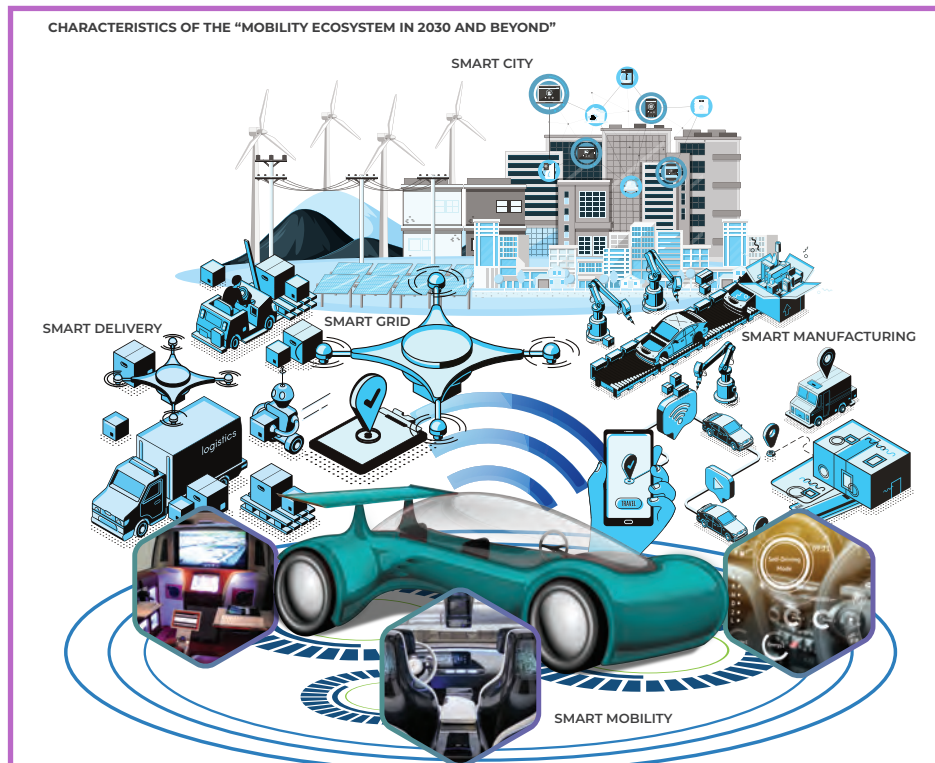 CHARACTERISTICS OF THE “MOBILITY ECOSYSTEM IN 2030 AND BEYOND”
SMART CITY
SMART DELIVERY
SMART GRID
SMART MANUFACTURING
logistics
TRAVEL
Self-Driving
Mode
SMART MOBILITY